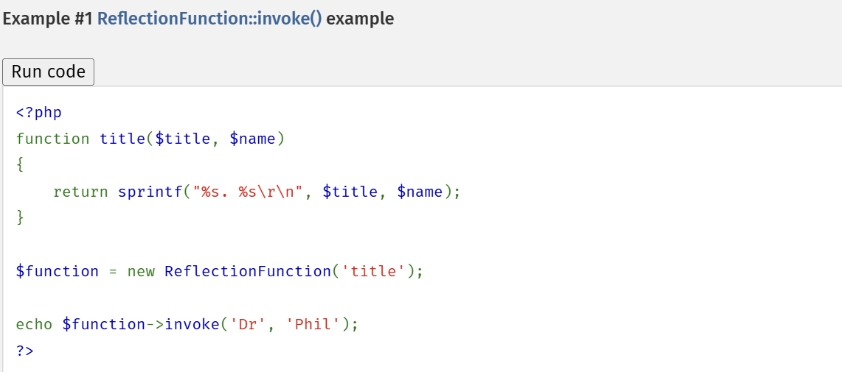 Example #1 ReflectionFunction::invoke() example
Run code
<?php
function title($title, $name)
{
    return sprintf("%s. %s\r\n", $title, $name);
}
$function = new ReflectionFunction('title');
echo $function->invoke('Dr', 'Phil');
?>